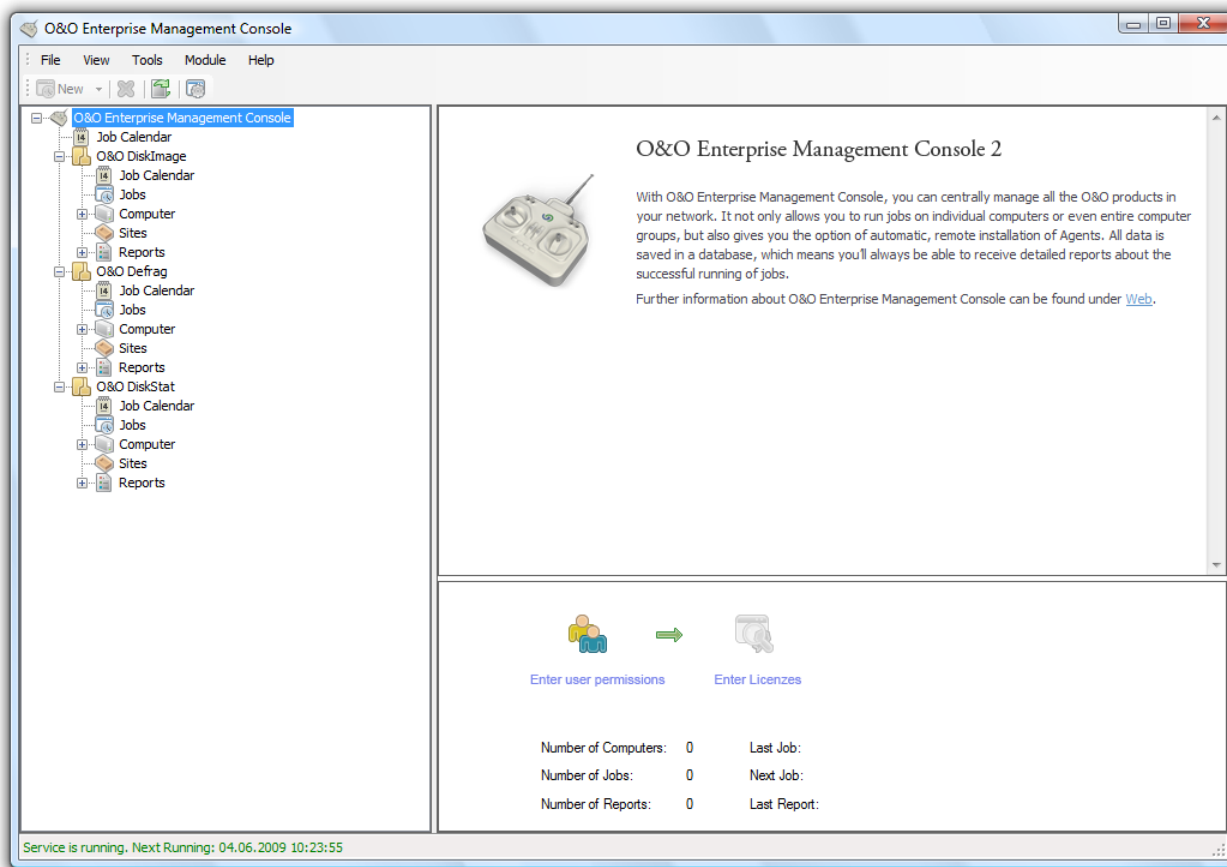 O&O Enterprise Management Console
File View Tools Module Help
New
O&O Enterprise Management Console
Job Calendar
O&O DiskImage
Job Calendar
Jobs
Computer
Sites
Reports
O&O Defrag
Job Calendar
Jobs
Computer
Sites
Reports
O&O DiskStat
Job Calendar
Jobs
Computer
Sites
Reports
O&O Enterprise Management Console 2
With O&O Enterprise Management Console, you can centrally manage all the O&O products in
your network. It not only allows you to run jobs on individual computers or even entire computer
groups, but also gives you the option of automatic, remote installation of Agents. All data is
saved in a database, which means you'll always be able to receive detailed reports about the
successful running of jobs.
Further information about O&O Enterprise Management Console can be found under Web.
Enter user permissions Enter Licenzes
Number of Computers: 0 Last Job:
Number of Jobs: 0 Next Job:
Number of Reports: 0 Last Report:
Service is running. Next Running: 04.06.2009 10:23:55